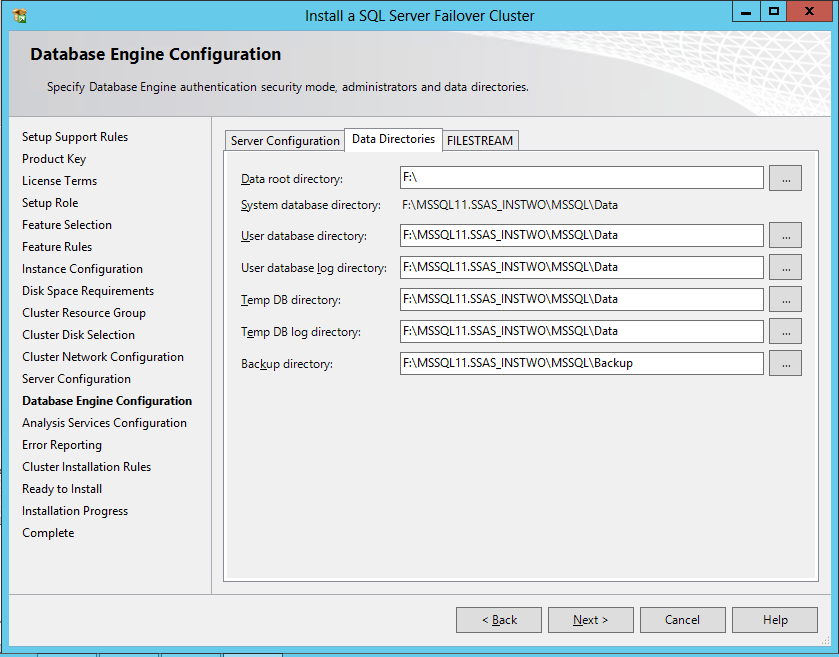 Install a SQL Server Failover Cluster
Database Engine Configuration
Specify Database Engine authentication security mode, administrators and data directories.
Setup Support Rules
Product Key
License Terms
Setup Role
Feature Selection
Feature Rules
Instance Configuration
Disk Space Requirements
Cluster Resource Group
Cluster Disk Selection
Cluster Network Configuration
Server Configuration
Database Engine Configuration
Analysis Services Configuration
Error Reporting
Cluster Installation Rules
Ready to Install
Installation Progress
Complete
Server Configuration Data Directories FILESTREAM
Data root directory: F:\ ...
System database directory: F:\MSSQL11.SSAS_INSTWO\MSSQL\Data
User database directory: F:\MSSQL11.SSAS_INSTWO\MSSQL\Data ...
User database log directory: F:\MSSQL11.SSAS_INSTWO\MSSQL\Data ...
Temp DB directory: F:\MSSQL11.SSAS_INSTWO\MSSQL\Data ...
Temp DB log directory: F:\MSSQL11.SSAS_INSTWO\MSSQL\Data ...
Backup directory: F:\MSSQL11.SSAS_INSTWO\MSSQL\Backup ...
< Back Next > Cancel Help